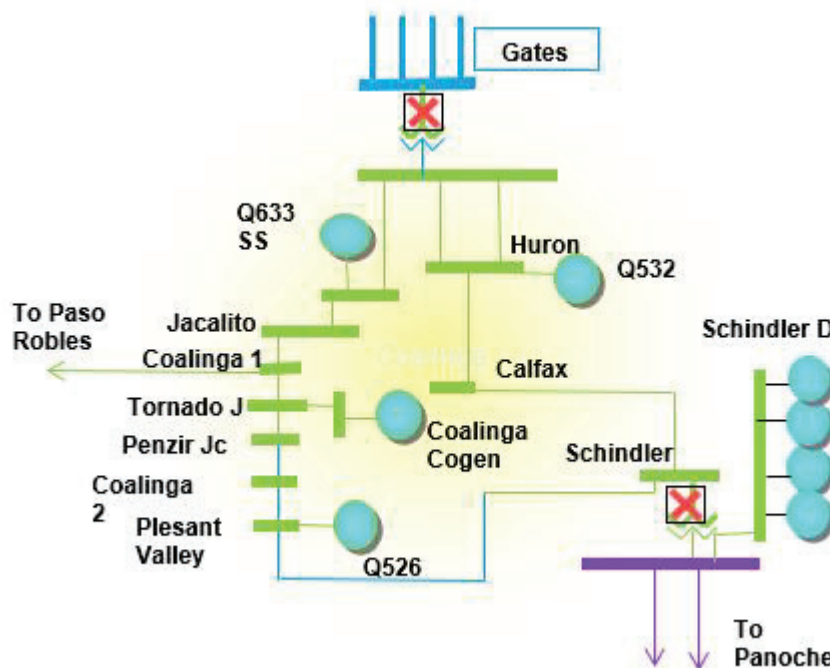 Gates
Q633
SS
Huron
Q532
To Paso
Robles
Jacalito
Schindler D
Coalinga 1
Calfax
Tornado J
Coalinga
Cogen
Penzir Jc
Schindler
Coalinga
2
Plesant
Valley
Q526
To
Panoche